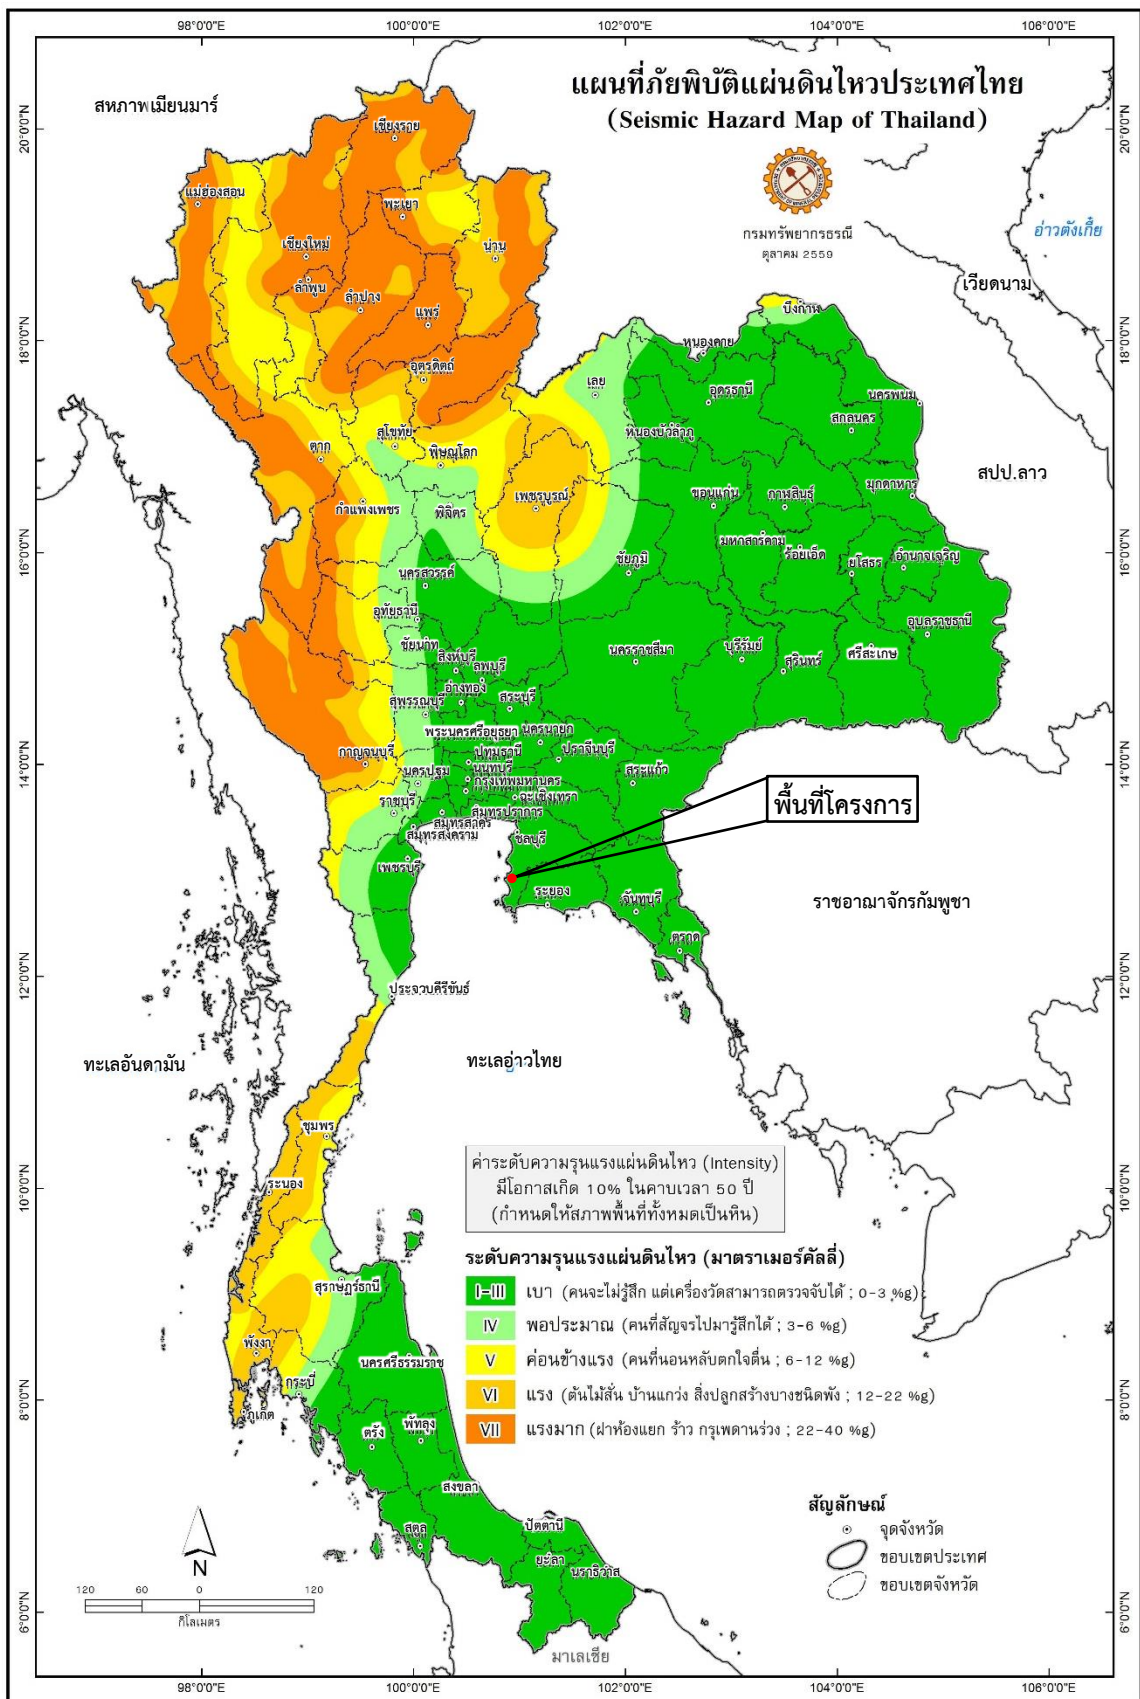 98°0'0"E
100°0'0"E
102°0'0"E
104°0'0"E
106°0'0"E
แผนที่ภัยพิบัติแผ่นดินไหวประเทศไทย
(Seismic Hazard Map of Thailand)
กรมทรัพยากรธรณี
ตุลาคม 2559
สหภาพเมียนมาร์
อ่าวตังเกี๋ย
เวียดนาม
สปป.ลาว
ราชอาณาจักรกัมพูชา
ทะเลอันดามัน
ทะเลอ่าวไทย
มาเลเซีย
พื้นที่โครงการ
เชียงราย
แม่ฮ่องสอน
พะเยา
เชียงใหม่
น่าน
ลำพูน
ลำปาง
แพร่
อุตรดิตถ์
บึงกาฬ
หนองคาย
เลย
อุดรธานี
นครพนม
สกลนคร
สุโขทัย
หนองบัวลำภู
ตาก
พิษณุโลก
เพชรบูรณ์
ขอนแก่น
กาฬสินธุ์
มุกดาหาร
กำแพงเพชร
พิจิตร
มหาสารคาม
ร้อยเอ็ด
ยโสธร
อำนาจเจริญ
ชัยภูมิ
นครสวรรค์
อุทัยธานี
อุบลราชธานี
ชัยนาท
สิงห์บุรี
ลพบุรี
นครราชสีมา
บุรีรัมย์
สุรินทร์
ศรีสะเกษ
อ่างทอง
สุพรรณบุรี
สระบุรี
พระนครศรีอยุธยา
นครนายก
กาญจนบุรี
ปทุมธานี
ปราจีนบุรี
นนทบุรี
นครปฐม
กรุงเทพมหานคร
สระแก้ว
ฉะเชิงเทรา
ราชบุรี
สมุทรปราการ
สมุทรสาคร
สมุทรสงคราม
ชลบุรี
เพชรบุรี
ระยอง
จันทบุรี
ตราด
ประจวบคีรีขันธ์
ชุมพร
ระนอง
สุราษฎร์ธานี
พังงา
นครศรีธรรมราช
กระบี่
ภูเก็ต
ตรัง
พัทลุง
สงขลา
สตูล
ปัตตานี
ยะลา
นราธิวาส
ค่าระดับความรุนแรงแผ่นดินไหว (Intensity)
มีโอกาสเกิด 10% ในคาบเวลา 50 ปี
(กำหนดให้สภาพพื้นที่ทั้งหมดเป็นหิน)
ระดับความรุนแรงแผ่นดินไหว (มาตราเมอร์คัลลี่)
I-III เบา (คนจะไม่รู้สึก แต่เครื่องวัดสามารถตรวจจับได้ ; 0-3 %g)
IV พอประมาณ (คนที่สัญจรไปมารู้สึกได้ ; 3-6 %g)
V ค่อนข้างแรง (คนที่นอนหลับตกใจตื่น ; 6-12 %g)
VI แรง (ต้นไม้สั่น บ้านแกว่ง สิ่งปลูกสร้างบางชนิดพัง ; 12-22 %g)
VII แรงมาก (ฝาห้องแยก ร้าว กรุเพดานร่วง ; 22-40 %g)
สัญลักษณ์
จุดจังหวัด
ขอบเขตประเทศ
ขอบเขตจังหวัด
N
120 60 0 120
กิโลเมตร
20°0'0"N
18°0'0"N
16°0'0"N
14°0'0"N
12°0'0"N
10°0'0"N
8°0'0"N
6°0'0"N
20°0'0"N
18°0'0"N
16°0'0"N
14°0'0"N
12°0'0"N
10°0'0"N
8°0'0"N
6°0'0"N
98°0'0"E
100°0'0"E
102°0'0"E
104°0'0"E
106°0'0"E